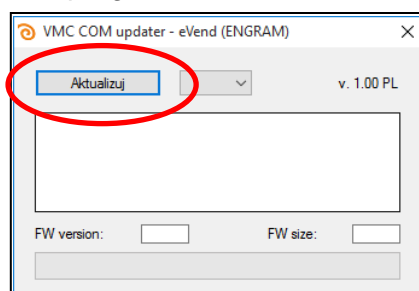 VMC COM updater - eVend (ENGRAM)
Aktualizuj v. 1.00 PL
FW version: FW size: